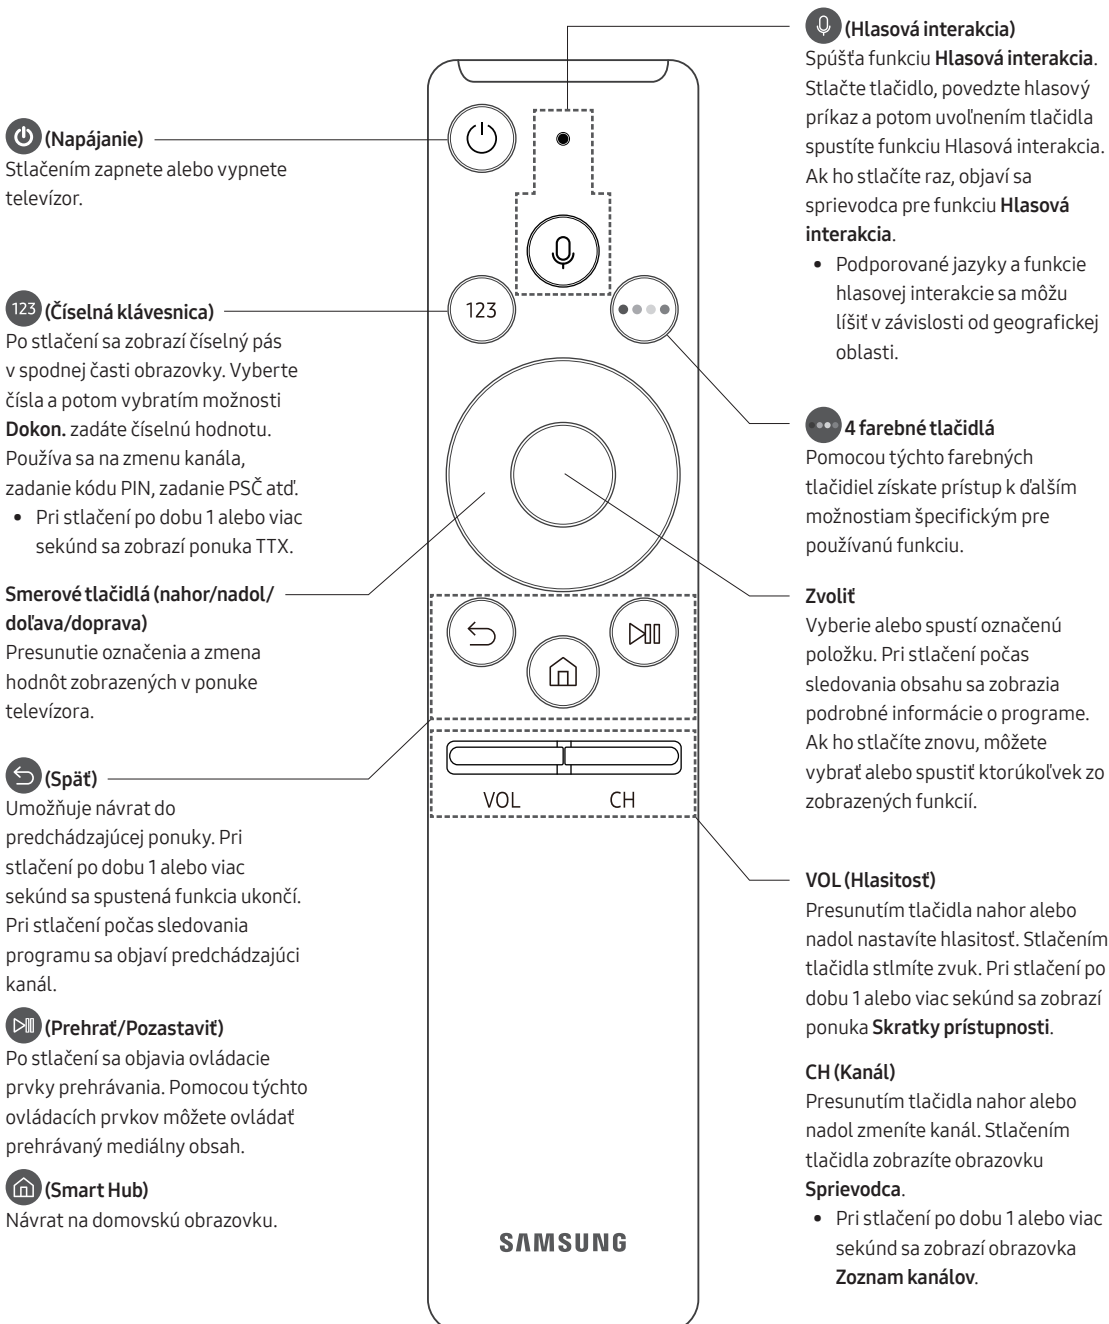 (Napájanie)
Stlačením zapnete alebo vypnete
televízor.
123 (Číselná klávesnica)
Po stlačení sa zobrazí číselný pás
v spodnej časti obrazovky. Vyberte
čísla a potom vybratím možnosti
Dokon. zadáte číselnú hodnotu.
Používa sa na zmenu kanála,
zadanie kódu PIN, zadanie PSČ atď.
• Pri stlačení po dobu 1 alebo viac
sekúnd sa zobrazí ponuka TTX.
Smerové tlačidlá (nahor/nadol/
doľava/doprava)
Presunutie označenia a zmena
hodnôt zobrazených v ponuke
televízora.
(Späť)
Umožňuje návrat do
predchádzajúcej ponuky. Pri
stlačení po dobu 1 alebo viac
sekúnd sa spustená funkcia ukončí.
Pri stlačení počas sledovania
programu sa objaví predchádzajúci
kanál.
(Prehrať/Pozastaviť)
Po stlačení sa objavia ovládacie
prvky prehrávania. Pomocou týchto
ovládacích prvkov môžete ovládať
prehrávaný mediálny obsah.
(Smart Hub)
Návrat na domovskú obrazovku.
123
VOL CH
SAMSUNG
(Hlasová interakcia)
Spúšťa funkciu Hlasová interakcia.
Stlačte tlačidlo, povedzte hlasový
príkaz a potom uvoľnením tlačidla
spustíte funkciu Hlasová interakcia.
Ak ho stlačíte raz, objaví sa
sprievodca pre funkciu Hlasová
interakcia.
• Podporované jazyky a funkcie
hlasovej interakcie sa môžu
líšiť v závislosti od geografickej
oblasti.
4 farebné tlačidlá
Pomocou týchto farebných
tlačidiel získate prístup k ďalším
možnostiam špecifickým pre
používanú funkciu.
Zvoliť
Vyberie alebo spustí označenú
položku. Pri stlačení počas
sledovania obsahu sa zobrazia
podrobné informácie o programe.
Ak ho stlačíte znovu, môžete
vybrať alebo spustiť ktorúkoľvek zo
zobrazených funkcií.
VOL (Hlasitosť)
Presunutím tlačidla nahor alebo
nadol nastavíte hlasitosť. Stlačením
tlačidla stlmíte zvuk. Pri stlačení po
dobu 1 alebo viac sekúnd sa zobrazí
ponuka Skratky prístupnosti.
CH (Kanál)
Presunutím tlačidla nahor alebo
nadol zmeníte kanál. Stlačením
tlačidla zobrazíte obrazovku
Sprievodca.
• Pri stlačení po dobu 1 alebo viac
sekúnd sa zobrazí obrazovka
Zoznam kanálov.